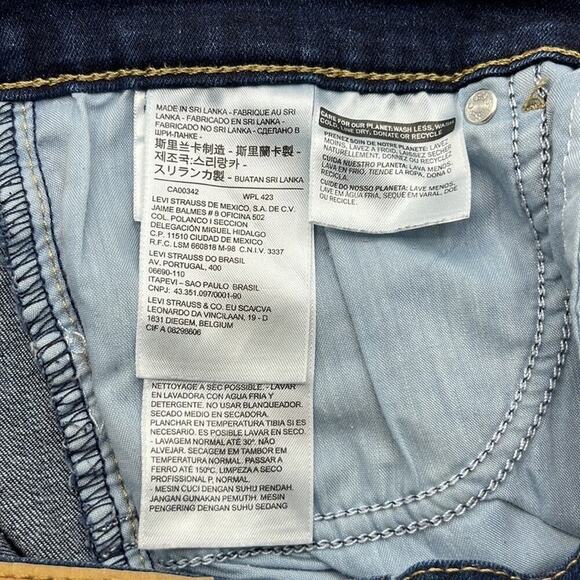 MADE IN SRI LANKA - FABRIQUE AU SRI
LANKA - FABRICADO EN SRI LANKA -
FABRICADO NO SRI LANKA - СДЕЛАНО В
ШРИ-ЛАНКЕ -
斯里兰卡制造 - 斯里蘭卡製 -
제조국:스리랑카 -
スリランカ製 - BUATAN SRI LANKA
CA00342 WPL 423
LEVI STRAUSS DE MEXICO, S.A. DE C.V.
JAIME BALMES # 8 OFICINA 502
COL. POLANCO I SECCION
DELEGACIÓN MIGUEL HIDALGO
C.P. 11510 CIUDAD DE MEXICO
R.F.C. LSM 660818 M-98 C.N.I.V. 3337
LEVI STRAUSS DO BRASIL
AV. PORTUGAL, 400
06690-110
ITAPEVI – SAO PAULO BRASIL
CNPJ: 43.351.097/0001-90
LEVI STRAUSS & CO. EU SCA/CVA
LEONARDO DA VINCILAAN, 19 - D
1831 DIEGEM, BELGIUM
CIF A 08298606
NETTOYAGE A SEC POSSIBLE. - LAVAR
EN LAVADORA CON AGUA FRIA Y
DETERGENTE. NO USAR BLANQUEADOR.
SECADO MEDIO EN SECADORA.
PLANCHAR EN TEMPERATURA TIBIA SI ES
NECESARIO. ES POSIBLE LAVADO EN SECO.
- LAVAGEM NORMAL ATÉ 30º. NÃO
ALVEJAR. SECAGEM EM TAMBOR EM
TEMPERATURA NORMAL. PASSAR A
FERRO ATÉ 150ºC. LIMPEZA A SECO
PROFISSIONAL P, NORMAL.
- MESIN CUCI DENGAN SUHU RENDAH.
JANGAN GUNAKAN PEMUTIH. MESIN
PENGERING DENGAN SUHU SEDANG
CARE FOR OUR PLANET: WASH LESS, WASH
COLD, LINE DRY, DONATE OR RECYCLE
PRENEZ SOIN DE NOTRE PLANÈTE: LAVEZ
MOINS, LAVEZ À FROID, LAISSEZ SÉCHER
NATURELLEMENT, DONNEZ OU RECYCLEZ
CUIDA NUESTRO PLANETA: LAVA MENOS,
LAVA EN FRIO, TIENDE LA ROPA, DONA O
RECICLA
CUIDE DO NOSSO PLANETA: LAVE MENOS,
LAVE EM ÁGUA FRIA, SEQUE EM VARAL, DOE
OU RECICLE.